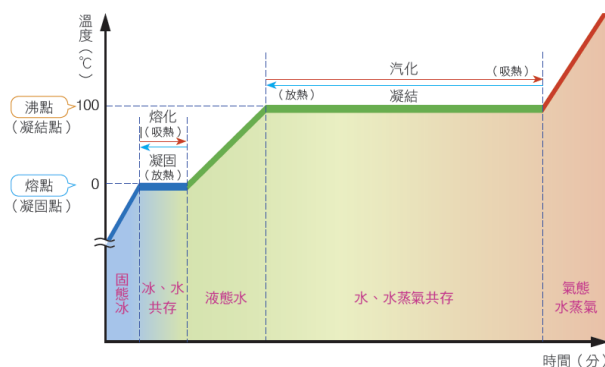 溫度(℃)
汽化
(吸熱)
(放熱)
凝結
沸點
(凝結點)
100
熔化
(吸熱)
凝固
(放熱)
熔點
(凝固點)
0
固態冰
冰、水
共存
液態水
水、水蒸氣共存
氣態
水蒸氣
時間(分)